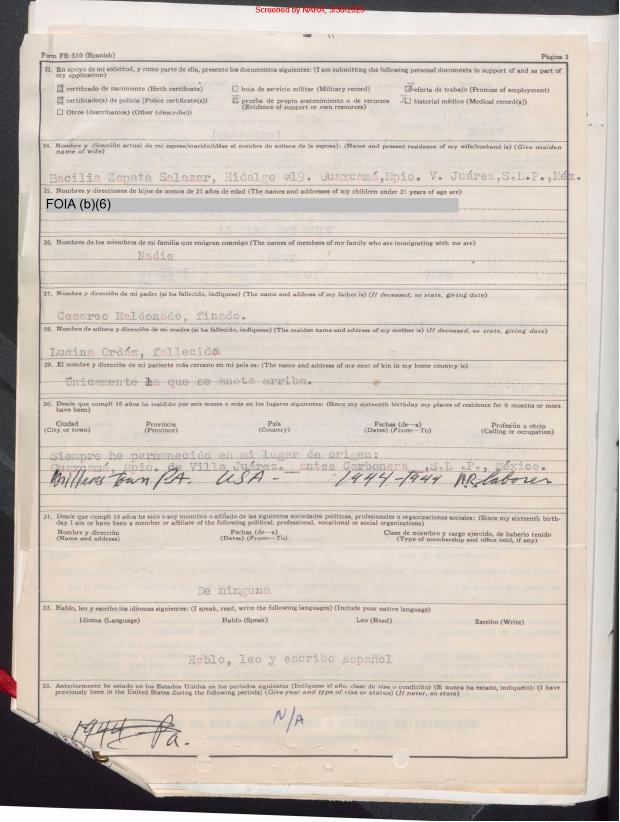 Screened by NARA, 3/30/2023
Form FS-510 (Spanish)
Página 2
21. En apoyo de mi solicitud, y como parte de ella, presento los documentos siguientes: (I am submitting the following personal documents in support of and as part of
my application)
certificado de nacimiento (Birth certificate)
hoja de servicio militar (Military record)
oferta de trabajo (Promise of employment)
certificado(s) de policía (Police certificate(s))
prueba de propio sostenimiento o de recursos
(Evidence of support or own resources)
historial médico (Medical record(s))
Otros (describirlos) (Other (describe))
24. Nombre y dirección actual de mi esposa/marido/(dése el nombre de soltera de la esposa): (Name and present residence of my wife/husband is) (Give maiden
name of wife)
Bacilia Zapata Salazar, Hidalgo #19. Guaxcamá, Mpio. V. Juárez, S.L.P., Méx.
25. Nombres y direcciones de hijos de menos de 21 años de edad (The names and addresses of my children under 21 years of age are)
FOIA (b)(6)
26. Nombres de los miembros de mi familia que emigran conmigo (The names of members of my family who are immigrating with me are)
Nadie
27. Nombre y dirección de mi padre (si ha fallecido, indíquese) (The name and address of my father is) (If deceased, so state, giving date)
Cesareo Maldonado, finado.
28. Nombre de soltera y dirección de mi madre (si ha fallecido, indíquese) (The maiden name and address of my mother is) (If deceased, so state, giving date)
Lucina Ordáz, fallecida
29. El nombre y dirección de mi pariente más cercano en mi país es: (The name and address of my next of kin in my home country is)
Únicamente la que se anota arriba.
30. Desde que cumplí 16 años he residido por seis meses o más en los lugares siguientes: (Since my sixteenth birthday my places of residence for 6 months or more
have been)
Ciudad
(City or town)
Provincia
(Province)
País
(Country)
Fechas (de—a)
(Dates) (From—To)
Profesión u oficio
(Calling or occupation)
Siempre he permanecido en mi lugar de origen:
Guaxcamá, Mpio. de Villa Juárez. antes Carbonera ,S.L.P., México.
Millers Town PA. USA - 1944-1944 R.R. laborer
31. Desde que cumplí 16 años he sido o soy miembro o afiliado de las siguientes sociedades políticas, profesionales u organizaciones sociales: (Since my sixteenth birth-
day I am or have been a member or affiliate of the following political, professional, vocational or social organizations)
Nombre y dirección
(Name and address)
Fechas (de—a)
(Dates) (From—To)
Clase de miembro y cargo ejercido, de haberlo tenido
(Type of membership and office held, if any)
De ninguna
32. Hablo, leo y escribo los idiomas siguientes: (I speak, read, write the following languages) (Include your native language)
Idioma (Language)
Hablo (Speak)
Leo (Read)
Escribo (Write)
Hablo, leo y escribo Español
33. Anteriormente he estado en los Estados Unidos en los períodos siguientes (Indíquese el año, clase de visa o condición) (Si nunca ha estado, indíquelo): (I have
previously been in the United States during the following periods) (Give year and type of visa or status) (If never, so state)
1944 - Pa.
N/A